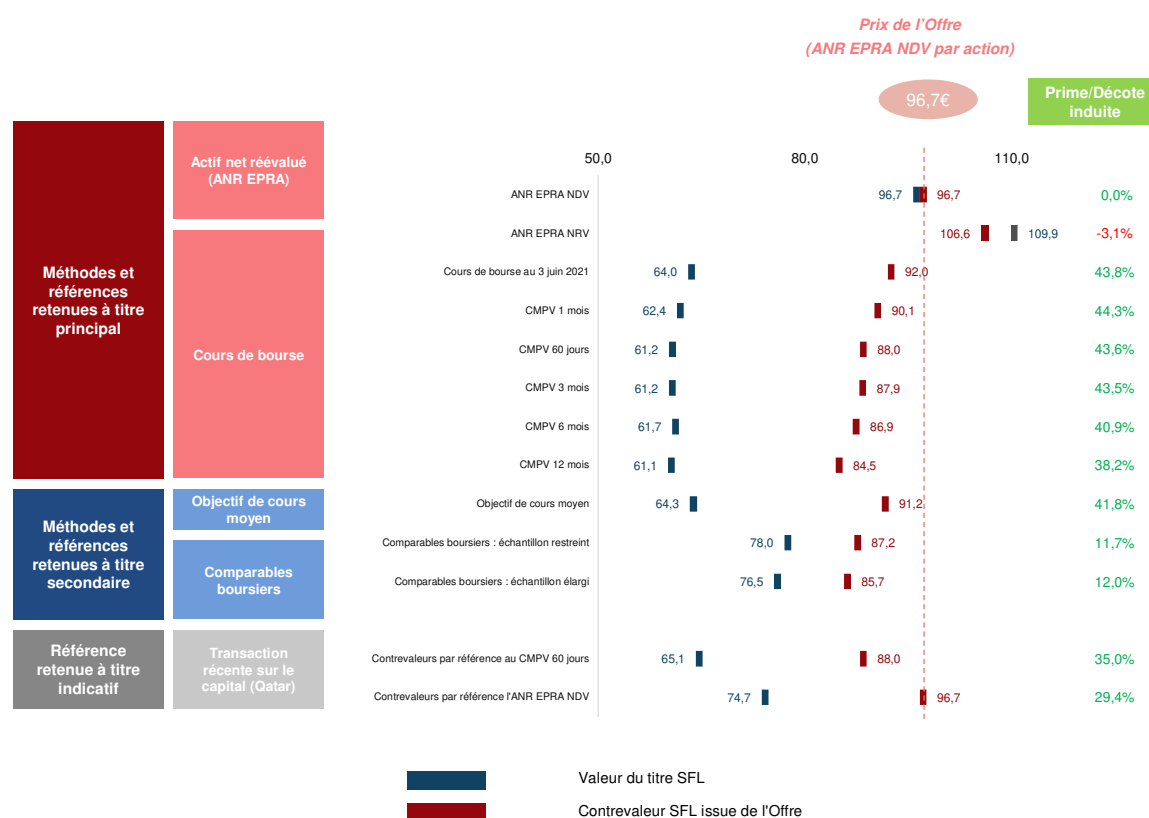 Prix de l'Offre
(ANR EPRA NDV par action)
96,7€
Prime/Décote
induite
Méthodes et
références
retenues à titre
principal
Actif net réévalué
(ANR EPRA)
Cours de bourse
50,0 80,0 110,0
ANR EPRA NDV 96,7 96,7 0,0%
ANR EPRA NRV 106,6 109,9 -3,1%
Cours de bourse au 3 juin 2021 64,0 92,0 43,8%
CMPV 1 mois 62,4 90,1 44,3%
CMPV 60 jours 61,2 88,0 43,6%
CMPV 3 mois 61,2 87,9 43,5%
CMPV 6 mois 61,7 86,9 40,9%
CMPV 12 mois 61,1 84,5 38,2%
Méthodes et
références
retenues à titre
secondaire
Objectif de cours
moyen
Comparables
boursiers
Objectif de cours moyen 64,3 91,2 41,8%
Comparables boursiers : échantillon restreint 78,0 87,2 11,7%
Comparables boursiers : échantillon élargi 76,5 85,7 12,0%
Référence
retenue à titre
indicatif
Transaction
récente sur le
capital (Qatar)
Contrevaleurs par référence au CMPV 60 jours 65,1 88,0 35,0%
Contrevaleurs par référence l'ANR EPRA NDV 74,7 96,7 29,4%
Valeur du titre SFL
Contrevaleur SFL issue de l'Offre